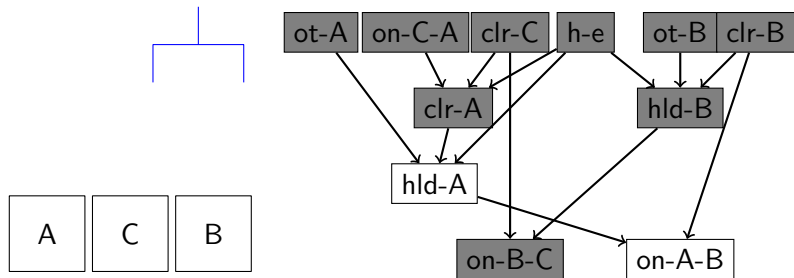 ot-A on-C-A clr-C h-e ot-B clr-B
clr-A hld-B
hld-A
A C B
on-B-C on-A-B